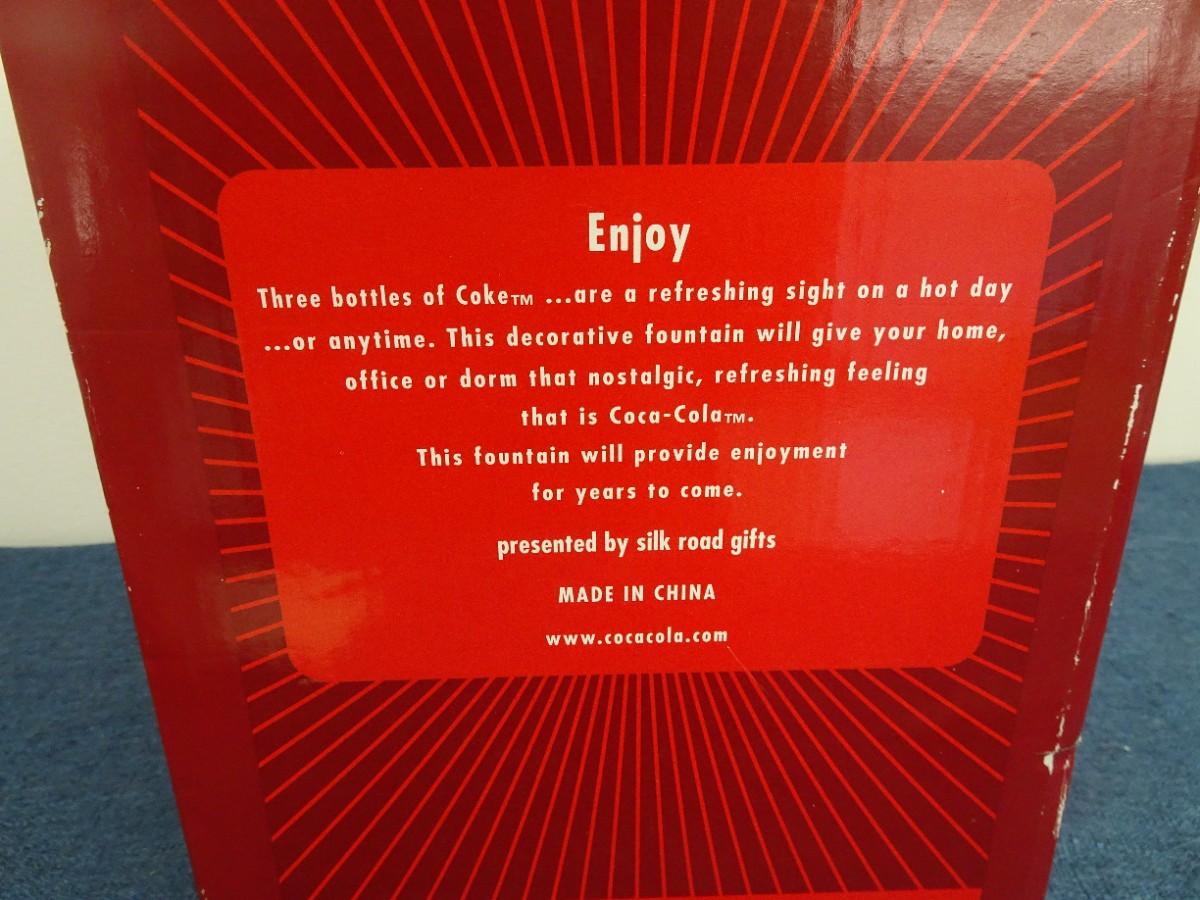 Enjoy
Three bottles of Coke™ ...are a refreshing sight on a hot day
...or anytime. This decorative fountain will give your home,
office or dorm that nostalgic, refreshing feeling
that is Coca-Cola™.
This fountain will provide enjoyment
for years to come.
presented by silk road gifts
MADE IN CHINA
www.cocacola.com